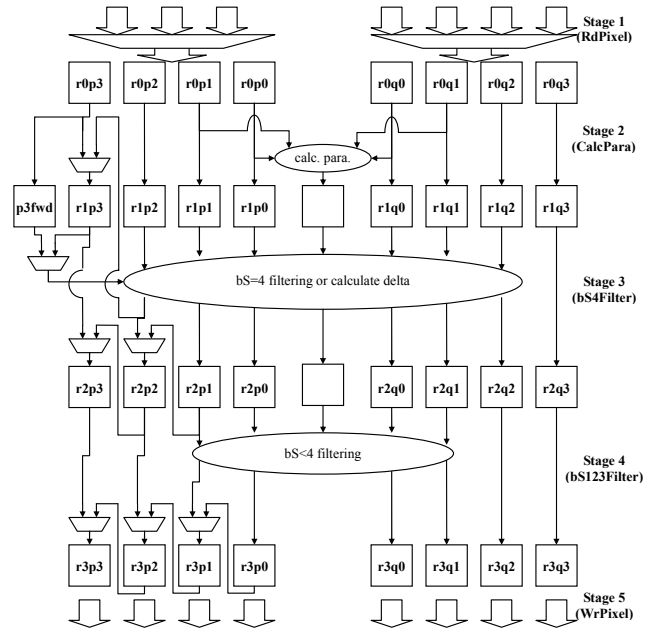 Stage 1
(RdPixel)
r0p3 r0p2 r0p1 r0p0 r0q0 r0q1 r0q2 r0q3
Stage 2
(CalcPara)
calc. para.
p3fwd r1p3 r1p2 r1p1 r1p0 r1q0 r1q1 r1q2 r1q3
bS=4 filtering or calculate delta
Stage 3
(bS4Filter)
r2p3 r2p2 r2p1 r2p0 r2q0 r2q1 r2q2 r2q3
bS<4 filtering
Stage 4
(bS123Filter)
r3p3 r3p2 r3p1 r3p0 r3q0 r3q1 r3q2 r3q3
Stage 5
(WrPixel)